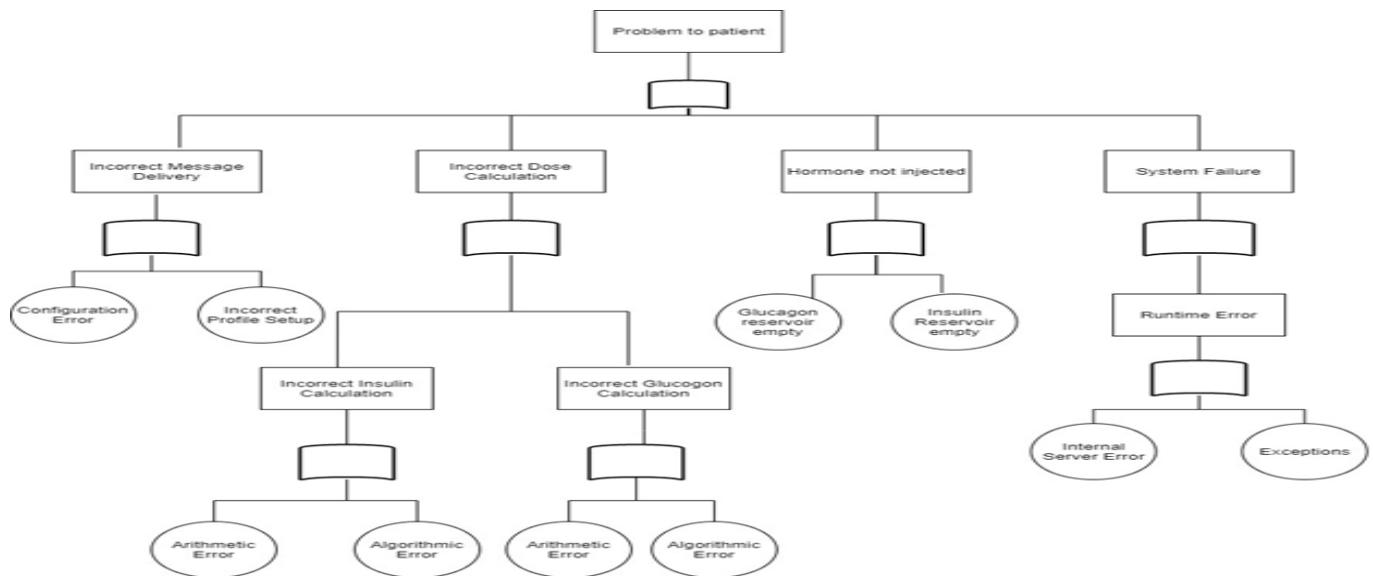 Problem to patient
Incorrect Message
Delivery
Incorrect Dose
Calculation
Hormone not injected
System Failure
Configuration
Error
Incorrect
Profile Setup
Glucagon
reservoir
empty
Insulin
Reservoir
empty
Runtime Error
Incorrect Insulin
Calculation
Incorrect Glucogon
Calculation
Internal
Server Error
Exceptions
Arithmetic
Error
Algorithmic
Error
Arithmetic
Error
Algorithmic
Error